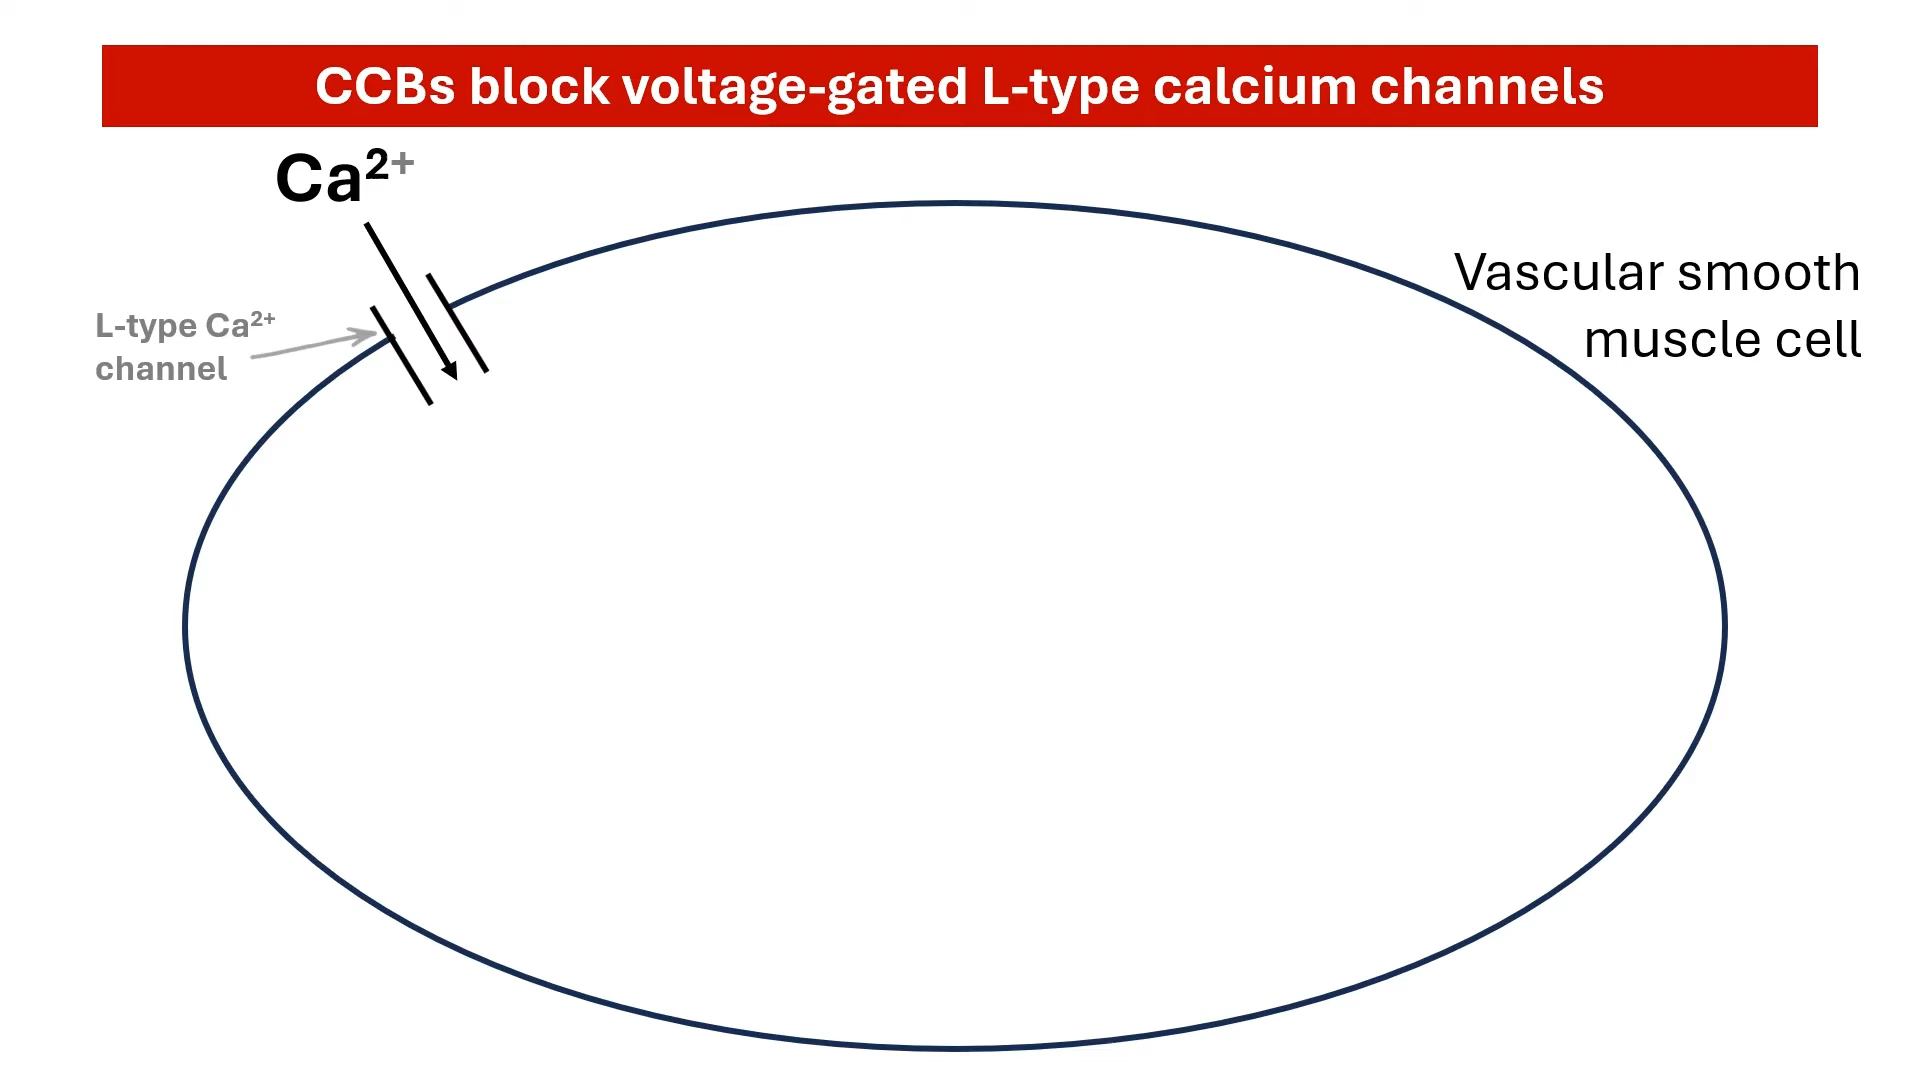 CCBs block voltage-gated L-type calcium channels
Ca²⁺
L-type Ca²⁺
channel
Vascular smooth
muscle cell